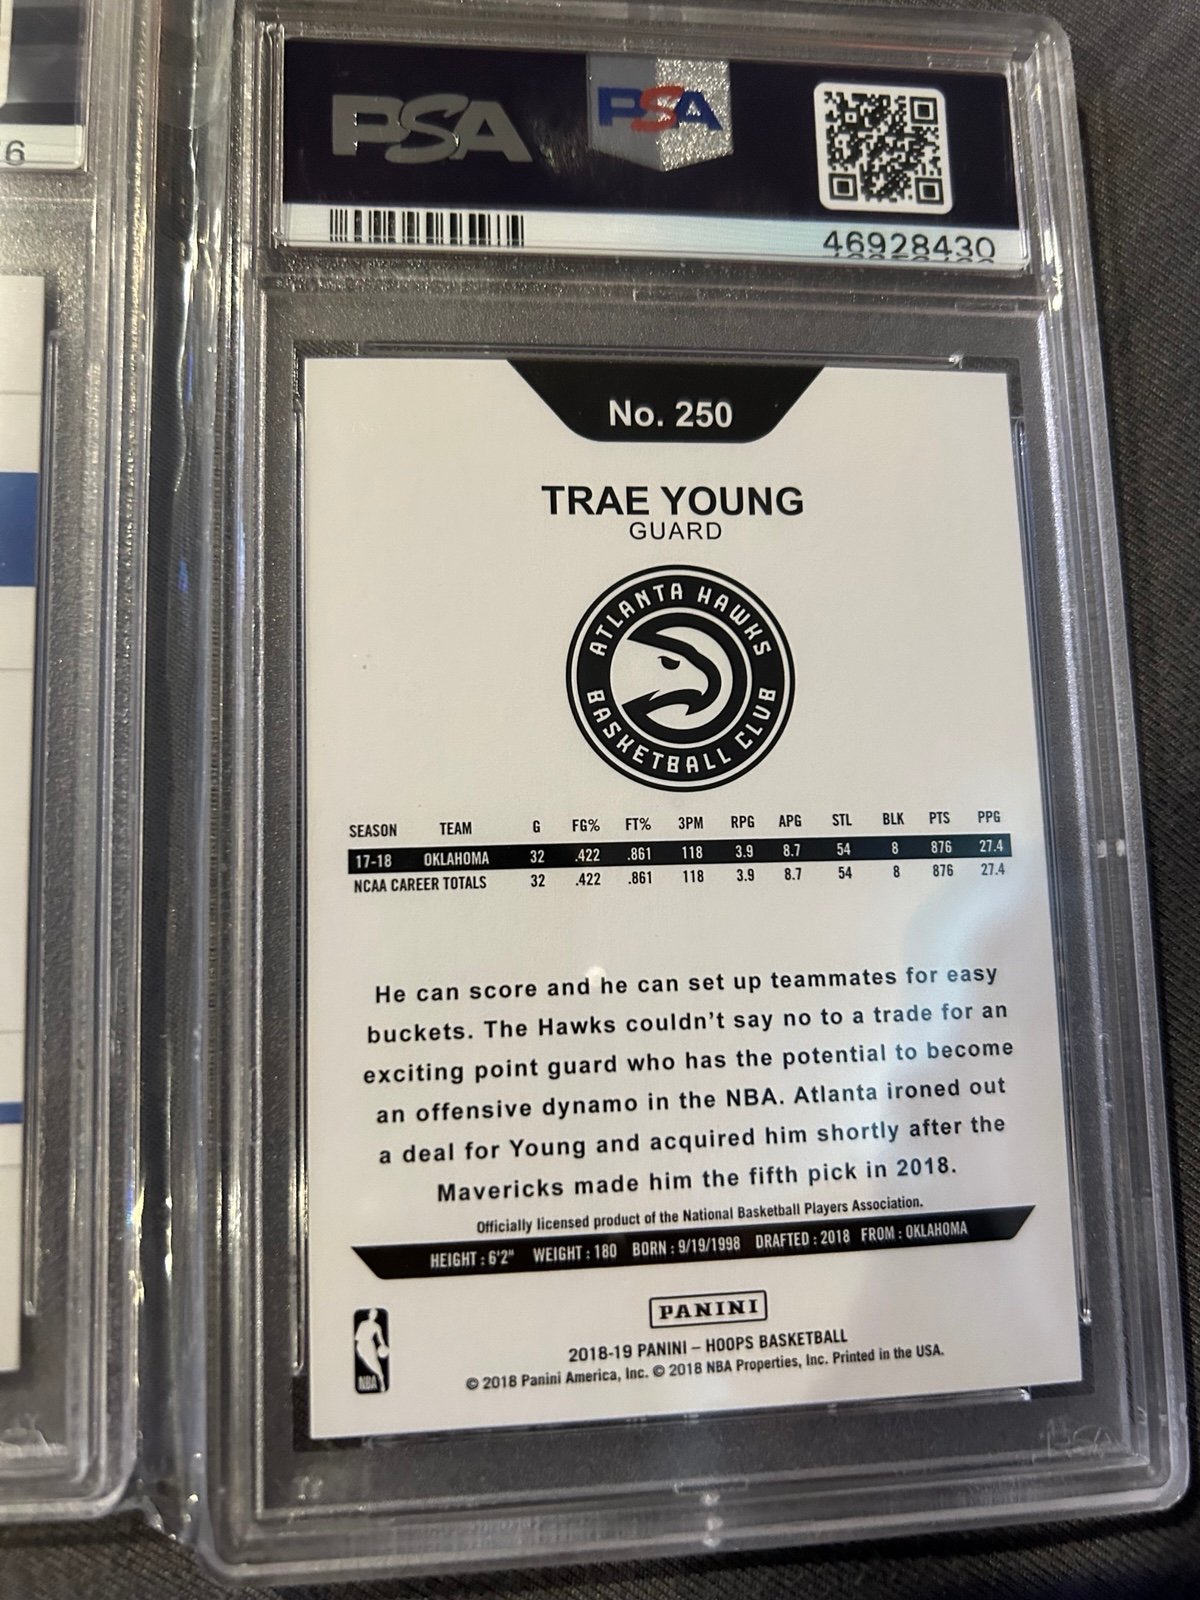 PSA PSA
6
46928430
No. 250
TRAE YOUNG
GUARD
ATLANTA HAWKS
BASKETBALL CLUB
SEASON TEAM G FG% FT% 3PM RPG APG STL BLK PTS PPG
17-18 OKLAHOMA 32 .422 .861 118 3.9 8.7 54 8 876 27.4
NCAA CAREER TOTALS 32 .422 .861 118 3.9 8.7 54 8 876 27.4
He can score and he can set up teammates for easy
buckets. The Hawks couldn't say no to a trade for an
exciting point guard who has the potential to become
an offensive dynamo in the NBA. Atlanta ironed out
a deal for Young and acquired him shortly after the
Mavericks made him the fifth pick in 2018.
Officially licensed product of the National Basketball Players Association.
HEIGHT : 6'2" WEIGHT : 180 BORN : 9/19/1998 DRAFTED : 2018 FROM : OKLAHOMA
PANINI
NBA
2018-19 PANINI – HOOPS BASKETBALL
© 2018 Panini America, Inc. © 2018 NBA Properties, Inc. Printed in the USA.
PSA